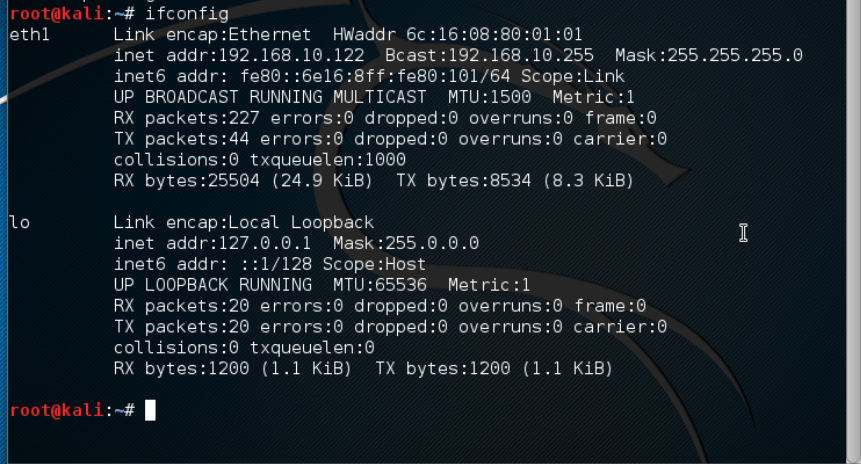 root@kali:~# ifconfig
eth1      Link encap:Ethernet  HWaddr 6c:16:08:80:01:01
          inet addr:192.168.10.122  Bcast:192.168.10.255  Mask:255.255.255.0
          inet6 addr: fe80::6e16:8ff:fe80:101/64 Scope:Link
          UP BROADCAST RUNNING MULTICAST  MTU:1500  Metric:1
          RX packets:227 errors:0 dropped:0 overruns:0 frame:0
          TX packets:44 errors:0 dropped:0 overruns:0 carrier:0
          collisions:0 txqueuelen:1000
          RX bytes:25504 (24.9 KiB)  TX bytes:8534 (8.3 KiB)

lo        Link encap:Local Loopback
          inet addr:127.0.0.1  Mask:255.0.0.0
          inet6 addr: ::1/128 Scope:Host
          UP LOOPBACK RUNNING  MTU:65536  Metric:1
          RX packets:20 errors:0 dropped:0 overruns:0 frame:0
          TX packets:20 errors:0 dropped:0 overruns:0 carrier:0
          collisions:0 txqueuelen:0
          RX bytes:1200 (1.1 KiB)  TX bytes:1200 (1.1 KiB)

root@kali:~#